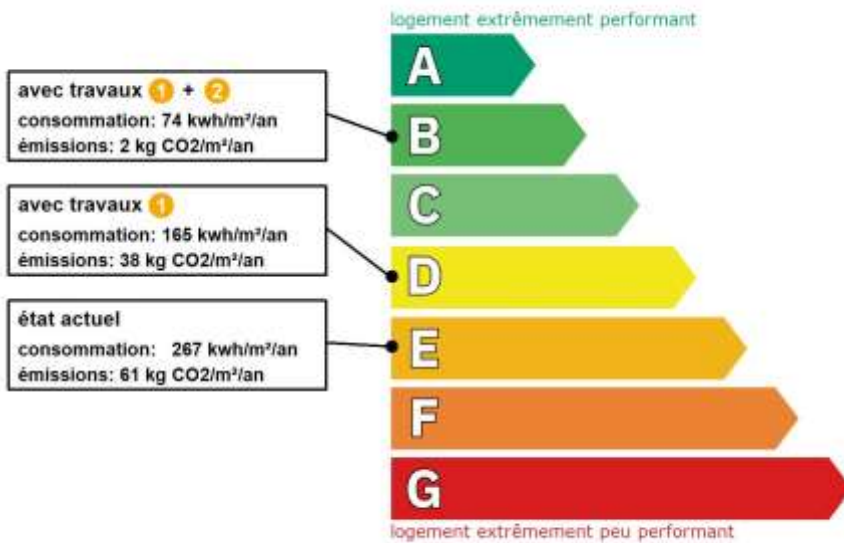 logement extrêmement performant
A
avec travaux 1 + 2
consommation: 74 kwh/m²/an
émissions: 2 kg CO2/m²/an
B
C
avec travaux 1
consommation: 165 kwh/m²/an
émissions: 38 kg CO2/m²/an
D
état actuel
consommation: 267 kwh/m²/an
émissions: 61 kg CO2/m²/an
E
F
G
logement extrêmement peu performant